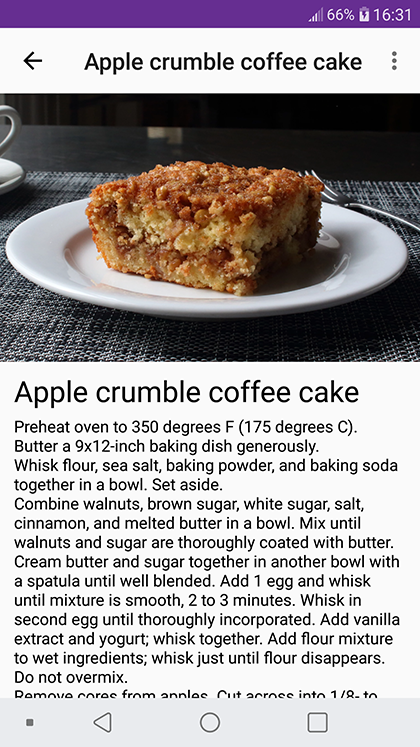 66% 16:31
Apple crumble coffee cake
Apple crumble coffee cake
Preheat oven to 350 degrees F (175 degrees C).
Butter a 9x12-inch baking dish generously.
Whisk flour, sea salt, baking powder, and baking soda
together in a bowl. Set aside.
Combine walnuts, brown sugar, white sugar, salt,
cinnamon, and melted butter in a bowl. Mix until
walnuts and sugar are thoroughly coated with butter.
Cream butter and sugar together in another bowl with
a spatula until well blended. Add 1 egg and whisk
until mixture is smooth, 2 to 3 minutes. Whisk in
second egg until thoroughly incorporated. Add vanilla
extract and yogurt; whisk together. Add flour mixture
to wet ingredients; whisk just until flour disappears.
Do not overmix.
Remove cores from apples. Cut across into 1/8- to